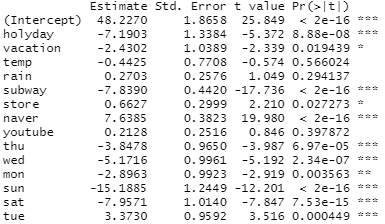 Estimate Std. Error t value Pr(>|t|)
(Intercept) 48.2270 1.8658 25.849 < 2e-16 ***
holyday -7.1903 1.3384 -5.372 8.88e-08 ***
vacation -2.4302 1.0389 -2.339 0.019439 *
temp -0.4425 0.7708 -0.574 0.566024
rain 0.2703 0.2576 1.049 0.294137
subway -7.8390 0.4420 -17.736 < 2e-16 ***
store 0.6627 0.2999 2.210 0.027273 *
naver 7.6385 0.3823 19.980 < 2e-16 ***
youtube 0.2128 0.2516 0.846 0.397872
thu -3.8478 0.9650 -3.987 6.97e-05 ***
wed -5.1716 0.9961 -5.192 2.34e-07 ***
mon -2.8963 0.9923 -2.919 0.003563 **
sun -15.1885 1.2449 -12.201 < 2e-16 ***
sat -7.9571 1.0140 -7.847 7.53e-15 ***
tue 3.3730 0.9592 3.516 0.000449 ***